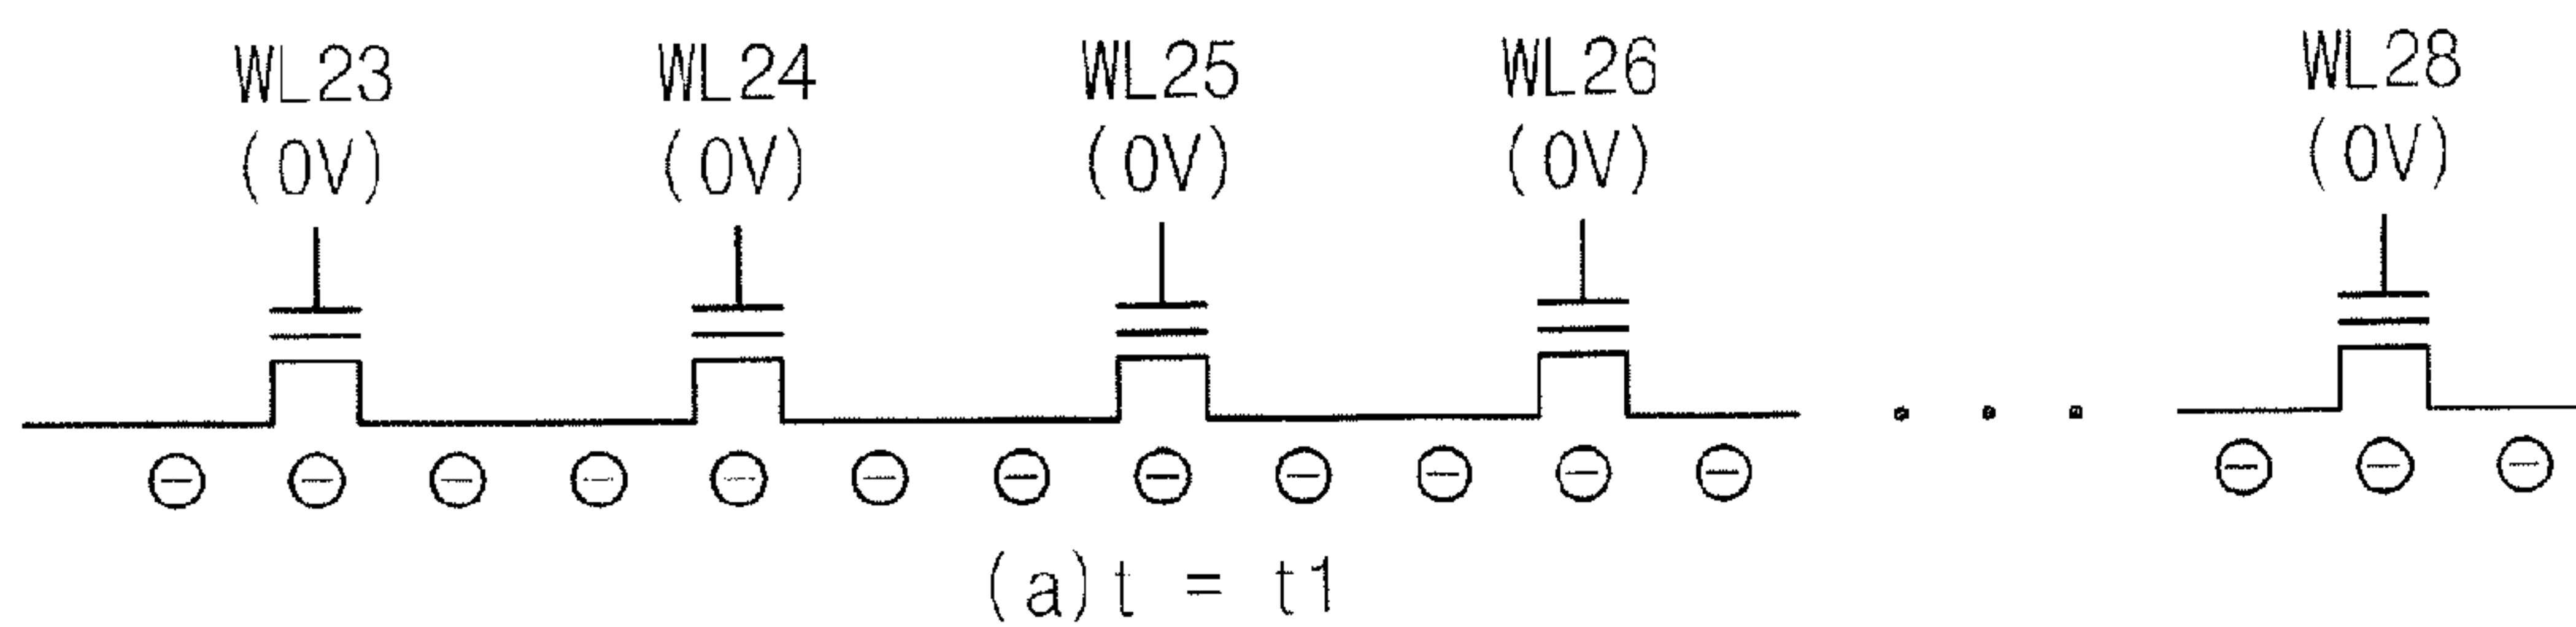 WL23 WL24 WL25 WL26 WL28
(0V) (0V) (0V) (0V) (0V)
(a)t = t1